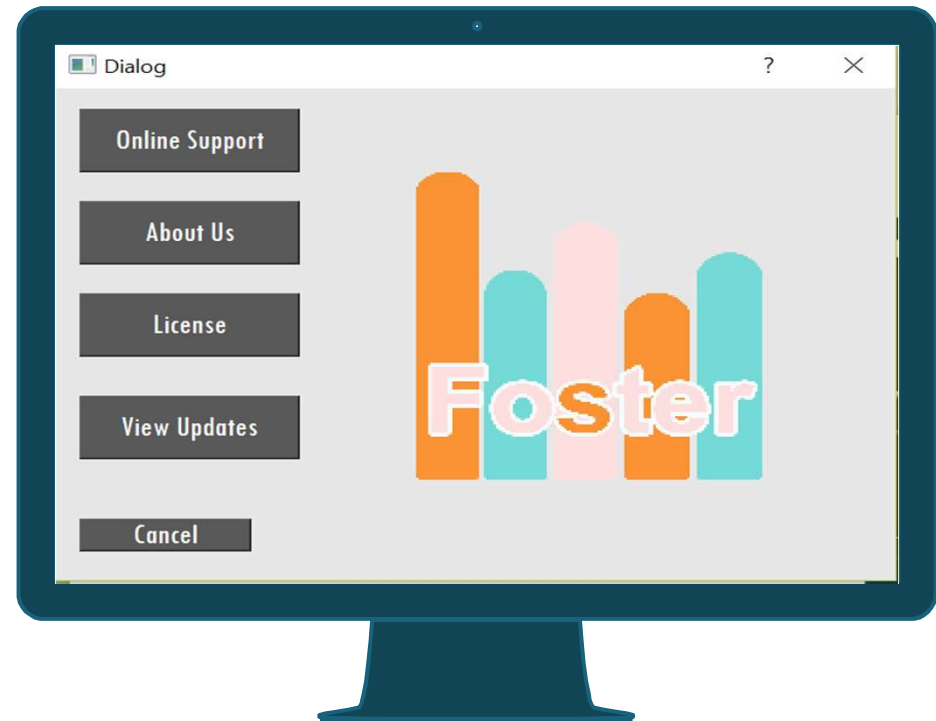 Dialog ?
Online Support
About Us
License
View Updates
Cancel
Foster